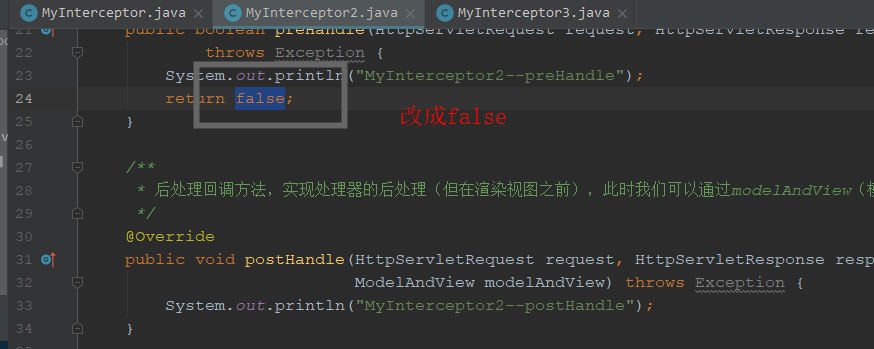 MyInterceptor.java MyInterceptor2.java MyInterceptor3.java
21 public boolean preHandle(HttpServletRequest request, HttpServletResponse re
22 throws Exception {
23 System.out.println("MyInterceptor2--preHandle");
24 return false;
改成false
25 }
26
27 /**
28 * 后处理回调方法，实现处理器的后处理（但在渲染视图之前），此时我们可以通过modelAndView（模
29 */
30 @Override
31 public void postHandle(HttpServletRequest request, HttpServletResponse resp
32 ModelAndView modelAndView) throws Exception {
33 System.out.println("MyInterceptor2--postHandle");
34 }